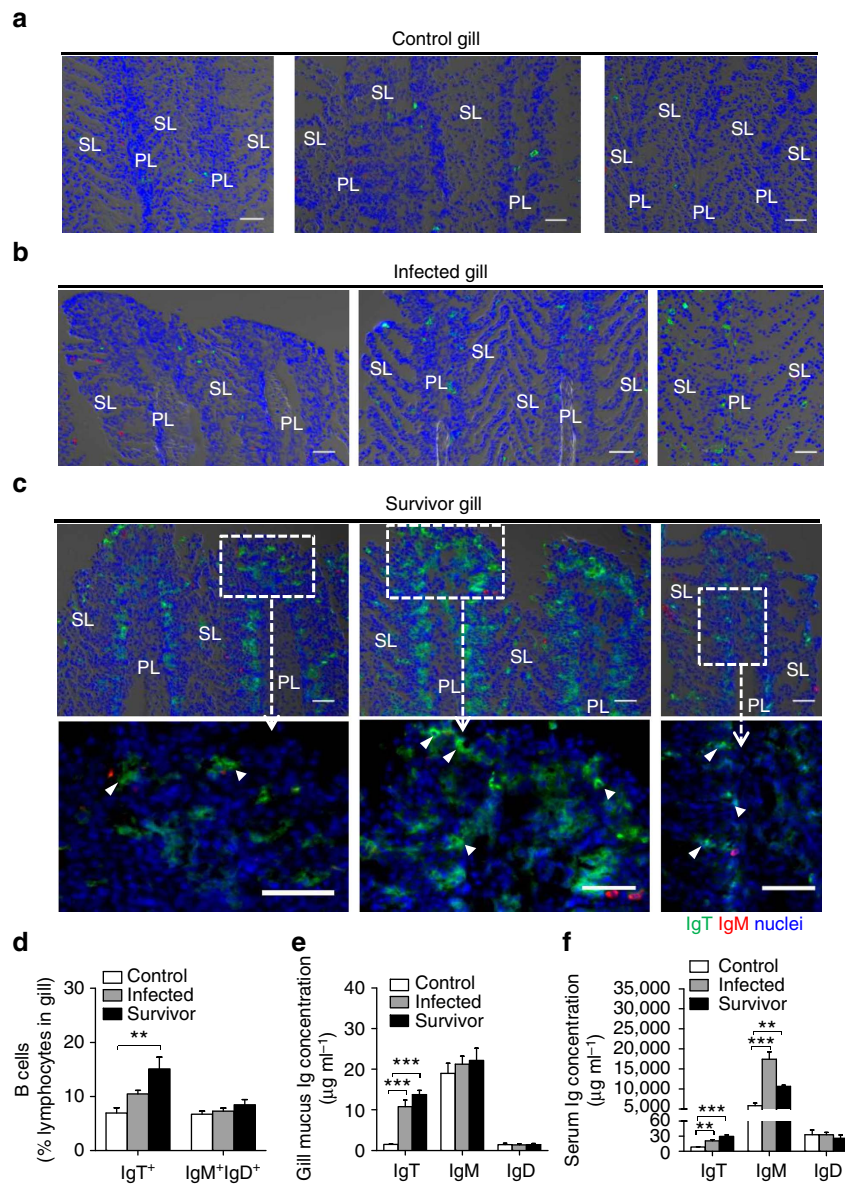 a
Control gill
SL
SL
SL
PL
PL
SL
SL
SL
PL
PL
SL
SL
SL
SL
PL
PL
PL
b
Infected gill
SL
SL
PL
PL
SL
SL
PL
SL
SL
PL
SL
SL
PL
c
Survivor gill
SL
SL
PL
PL
SL
SL
PL
PL
SL
SL
PL
IgT IgM nuclei
d
Control
Infected
Survivor
**
B cells
(% lymphocytes in gill)
30
20
10
0
IgT+
IgM+IgD+
e
Control
Infected
Survivor
***
***
Gill mucus Ig concentration
(μg ml–1)
40
30
20
10
0
IgT
IgM
IgD
f
Control
Infected
Survivor
**
***
***
**
Serum Ig concentration
(μg ml–1)
35,000
30,000
25,000
20,000
15,000
10,000
5,000
60
30
0
IgT
IgM
IgD